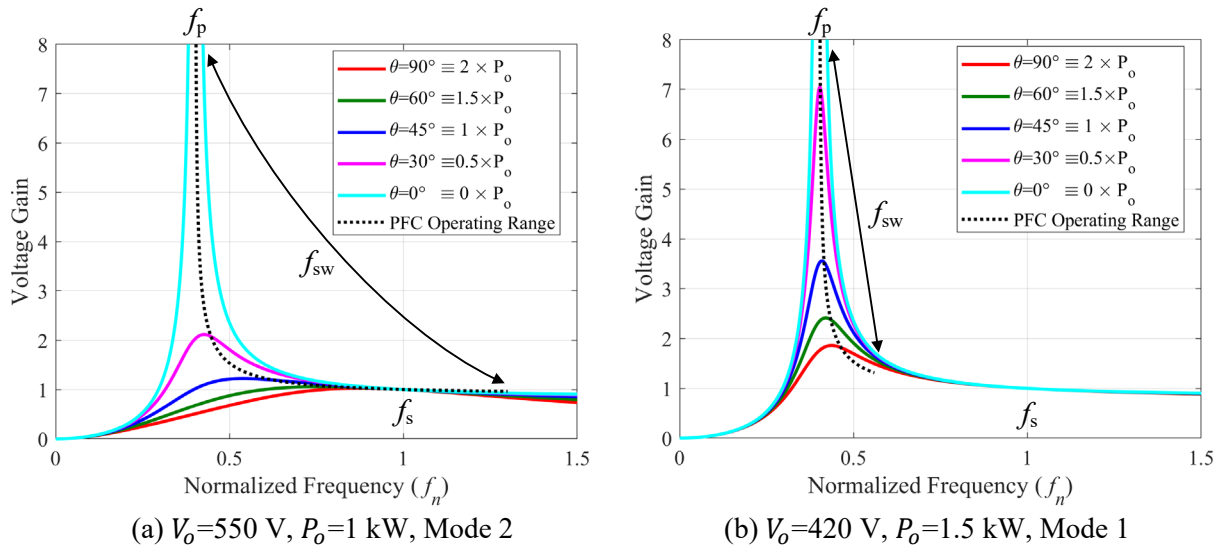 fₚ
8
7
6
5
4
3
2
1
0
Voltage Gain
θ=90° ≡ 2 × Pₒ
θ=60° ≡ 1.5×Pₒ
θ=45° ≡ 1 × Pₒ
θ=30° ≡0.5×Pₒ
θ=0° ≡ 0 × Pₒ
PFC Operating Range
f_sw
fₛ
0 0.5 1 1.5
Normalized Frequency (fₙ)
(a) Vₒ=550 V, Pₒ=1 kW, Mode 2
fₚ
8
7
6
5
4
3
2
1
0
Voltage Gain
θ=90° ≡ 2 × Pₒ
θ=60° ≡ 1.5×Pₒ
θ=45° ≡ 1 × Pₒ
θ=30° ≡0.5×Pₒ
θ=0° ≡ 0 × Pₒ
PFC Operating Range
f_sw
fₛ
0 0.5 1 1.5
Normalized Frequency (fₙ)
(b) Vₒ=420 V, Pₒ=1.5 kW, Mode 1